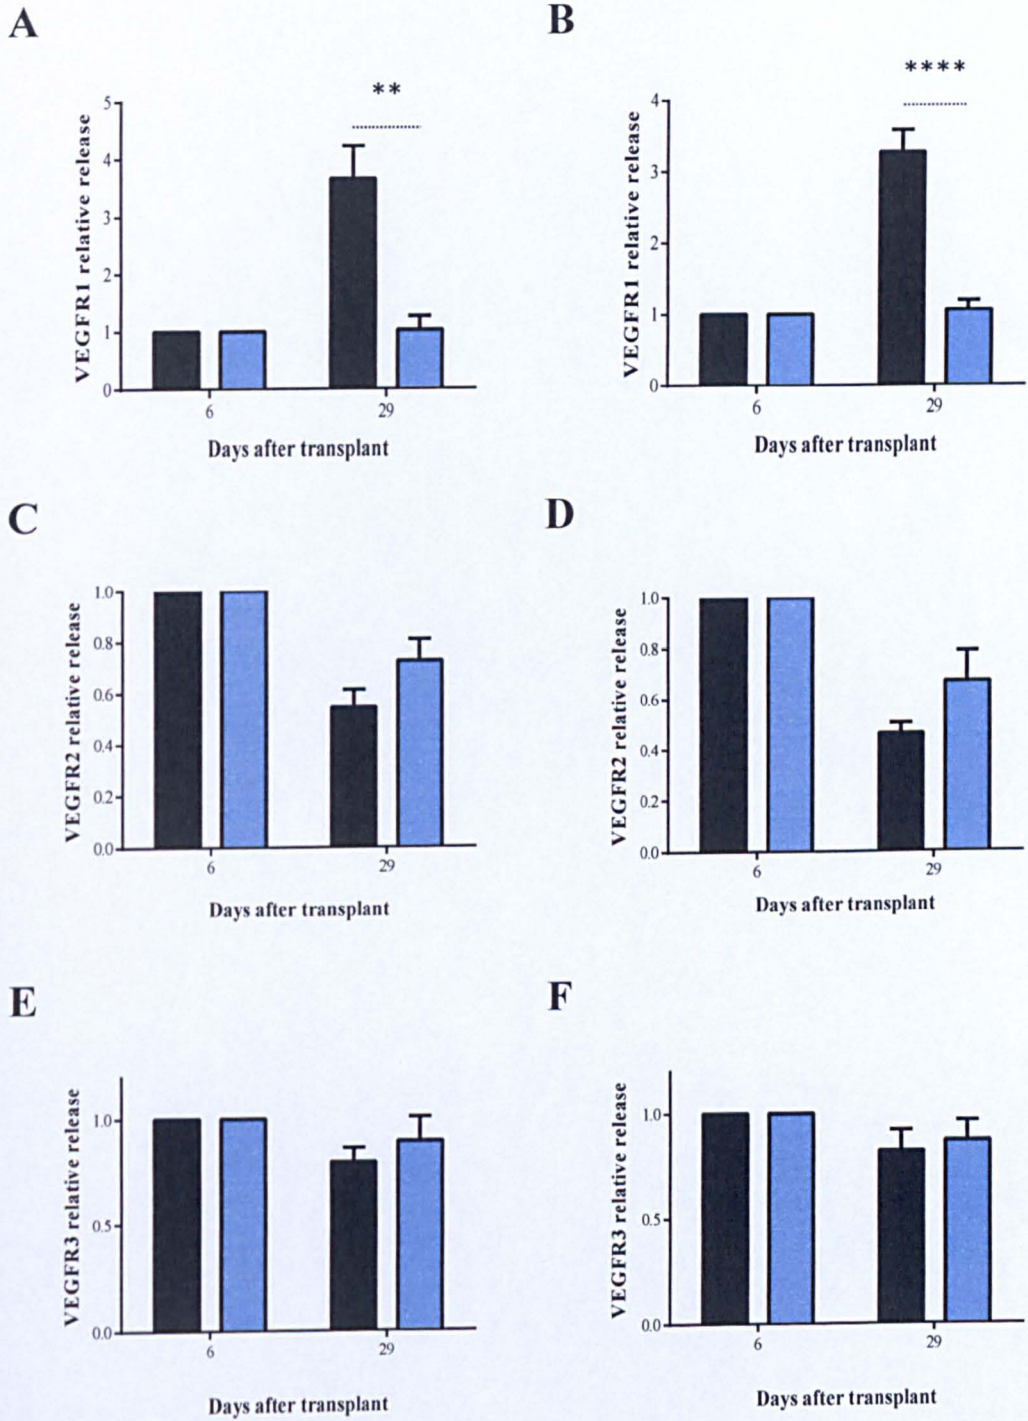 A
**
VEGFR1 relative release
5
4
3
2
1
0
6
29
Days after transplant
B
****
VEGFR1 relative release
4
3
2
1
0
6
29
Days after transplant
C
VEGFR2 relative release
1.0
0.8
0.6
0.4
0.2
0.0
6
29
Days after transplant
D
VEGFR2 relative release
1.0
0.8
0.6
0.4
0.2
0.0
6
29
Days after transplant
E
VEGFR3 relative release
1.0
0.5
0.0
6
29
Days after transplant
F
VEGFR3 relative release
1.0
0.5
0.0
6
29
Days after transplant